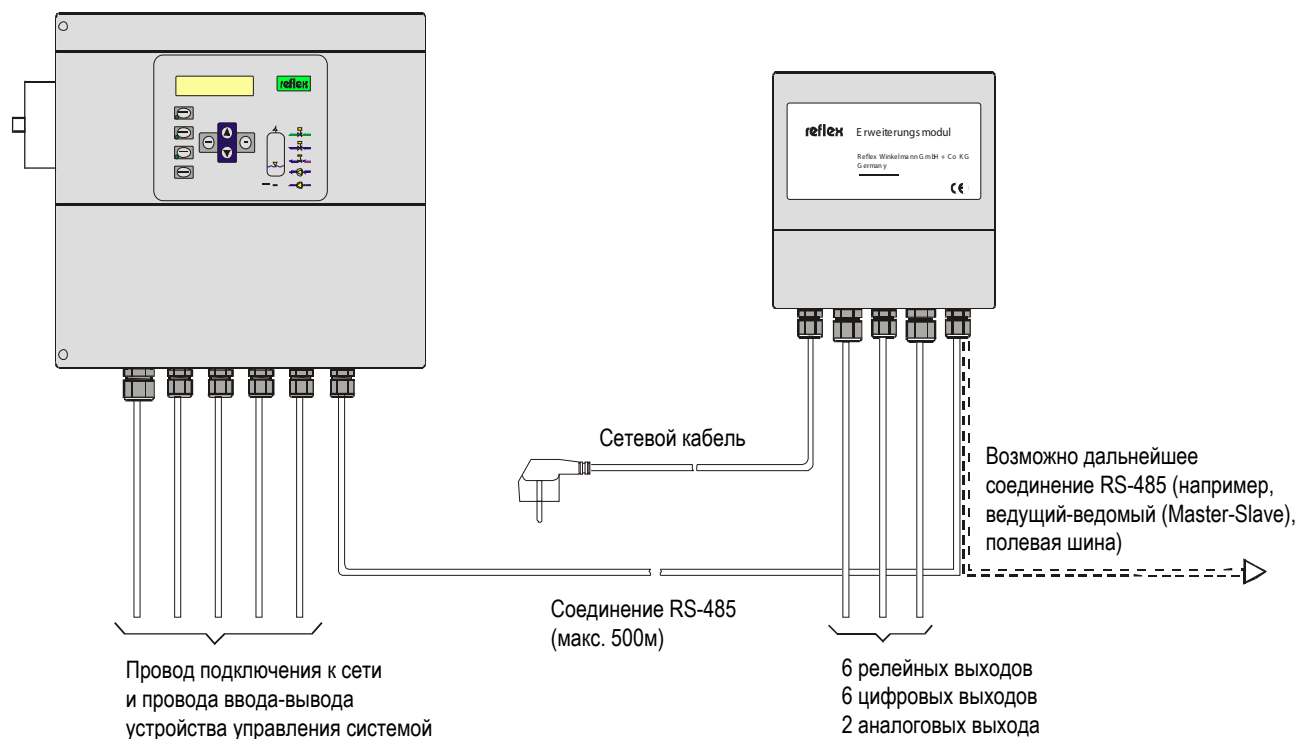 reflex
reflex Erweiterungsmodul
Reflex Winkelmann GmbH + Co KG
Germany
CE
Сетевой кабель
Возможно дальнейшее
соединение RS-485 (например,
ведущий-ведомый (Master-Slave),
полевая шина)
Соединение RS-485
(макс. 500м)
Провод подключения к сети
и провода ввода-вывода
устройства управления системой
6 релейных выходов
6 цифровых выходов
2 аналоговых выхода